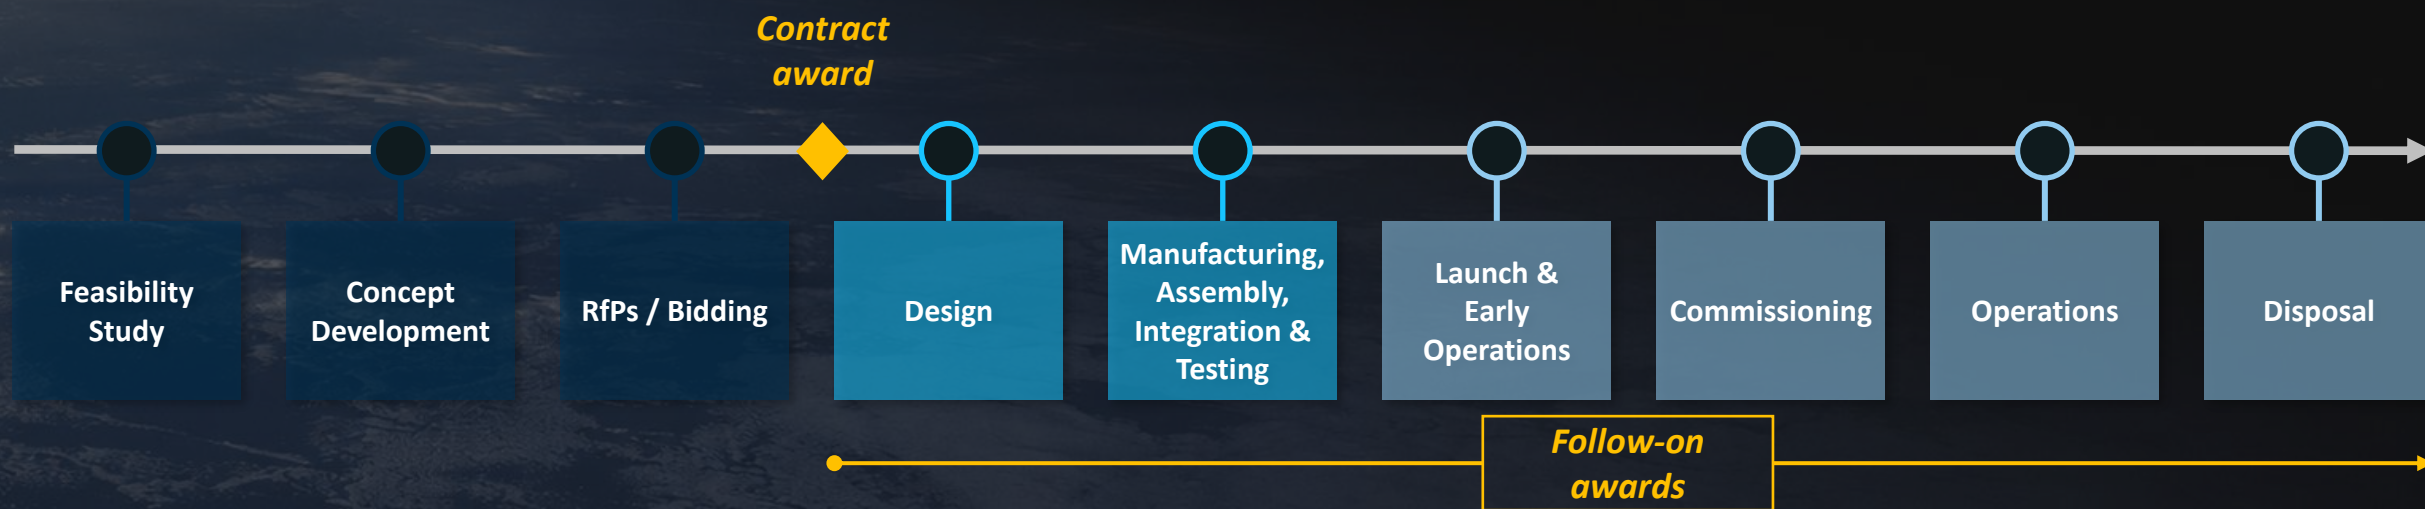 Contract
award
Feasibility
Study
Concept
Development
RfPs / Bidding
Design
Manufacturing,
Assembly,
Integration &
Testing
Launch &
Early
Operations
Commissioning
Operations
Disposal
Follow-on
awards